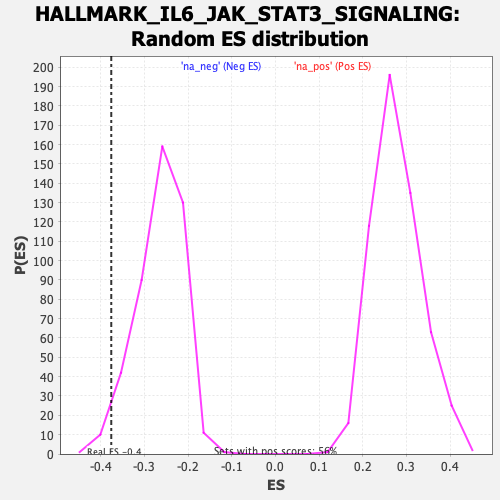 HALLMARK_IL6_JAK_STAT3_SIGNALING:
Random ES distribution
'na_neg' (Neg ES) 'na_pos' (Pos ES)
200
190
180
170
160
150
140
130
120
110
100
90
80
70
60
50
40
30
20
10
0
P(ES)
Real ES -0.4
Sets with pos scores: 56%
-0.4 -0.3 -0.2 -0.1 0.0 0.1 0.2 0.3 0.4
ES